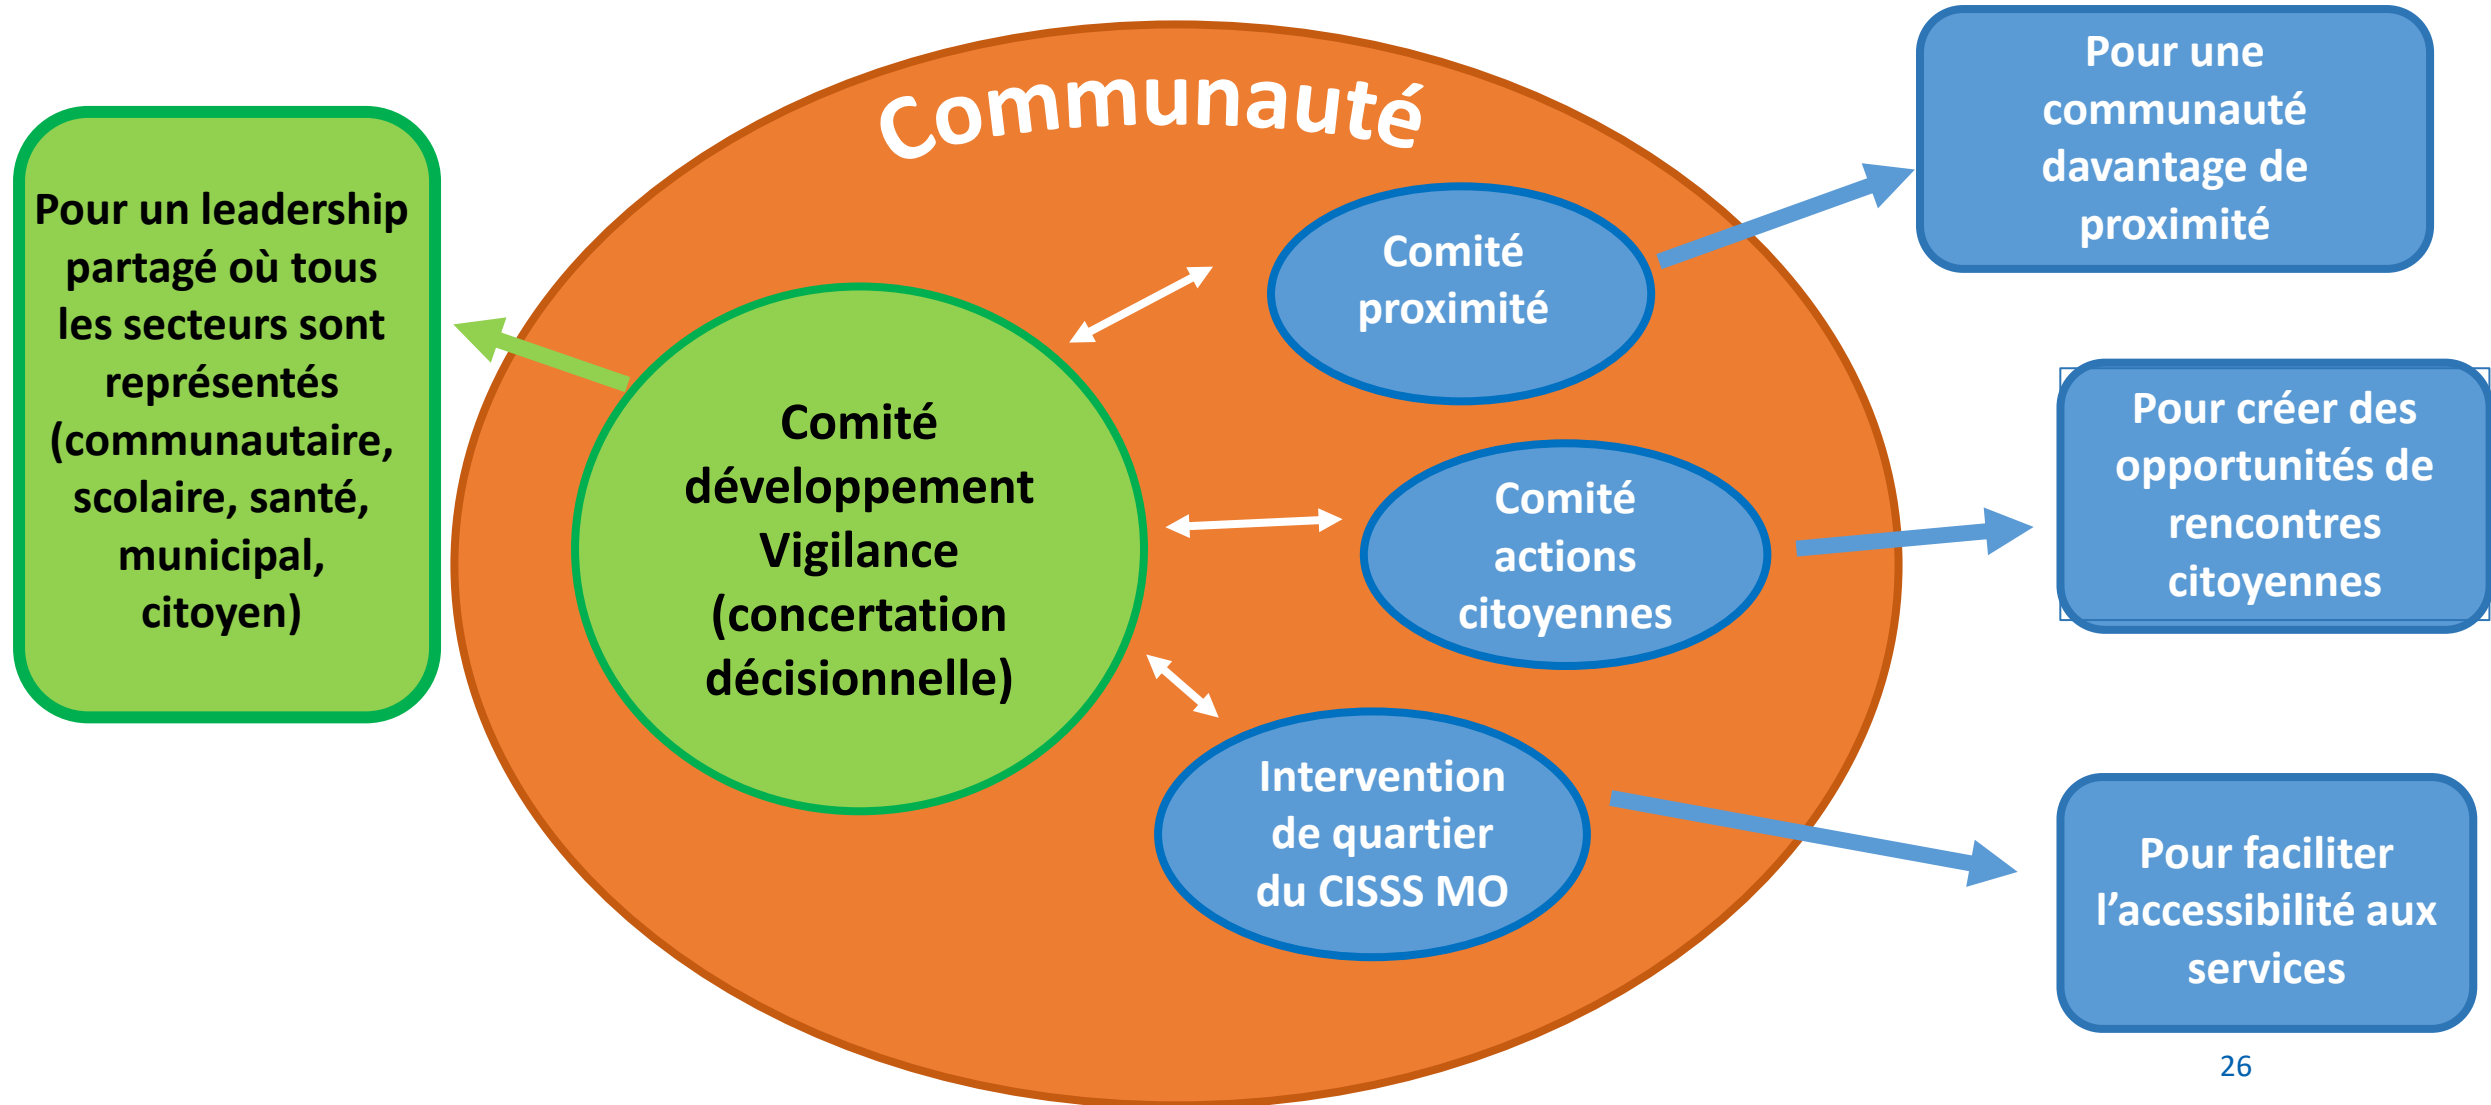 Communauté
Pour un leadership
partagé où tous
les secteurs sont
représentés
(communautaire,
scolaire, santé,
municipal,
citoyen)
Comité
développement
Vigilance
(concertation
décisionnelle)
Comité
proximité
Comité
actions
citoyennes
Intervention
de quartier
du CISSS MO
Pour une
communauté
davantage de
proximité
Pour créer des
opportunités de
rencontres
citoyennes
Pour faciliter
l’accessibilité aux
services
26